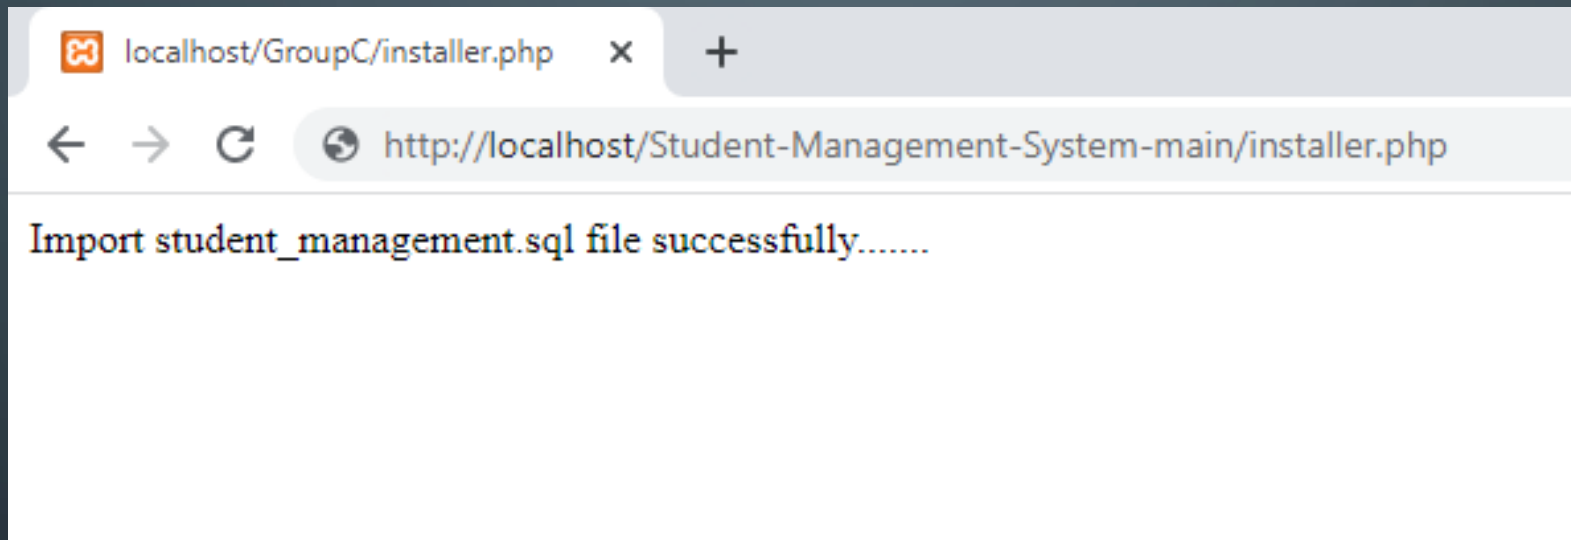 localhost/GroupC/installer.php
http://localhost/Student-Management-System-main/installer.php
Import student_management.sql file successfully.......